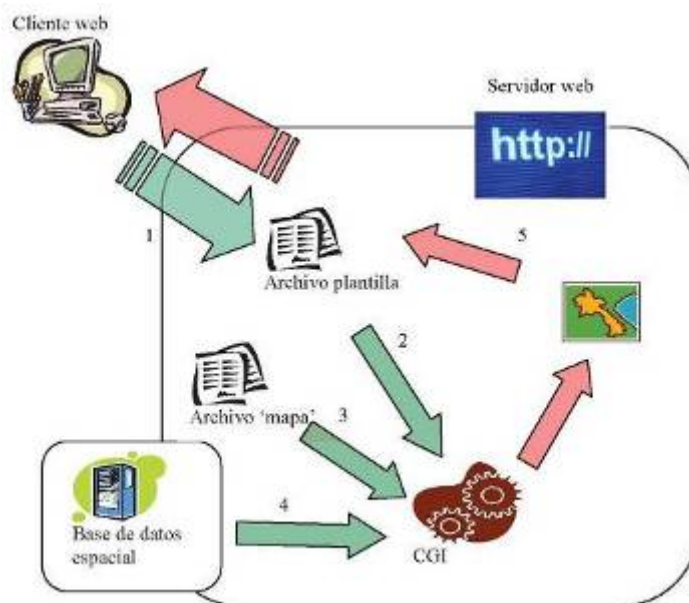 Cliente web
Servidor web
http://
1
5
Archivo plantilla
2
Archivo 'mapa'
3
4
Base de datos
espacial
CGI